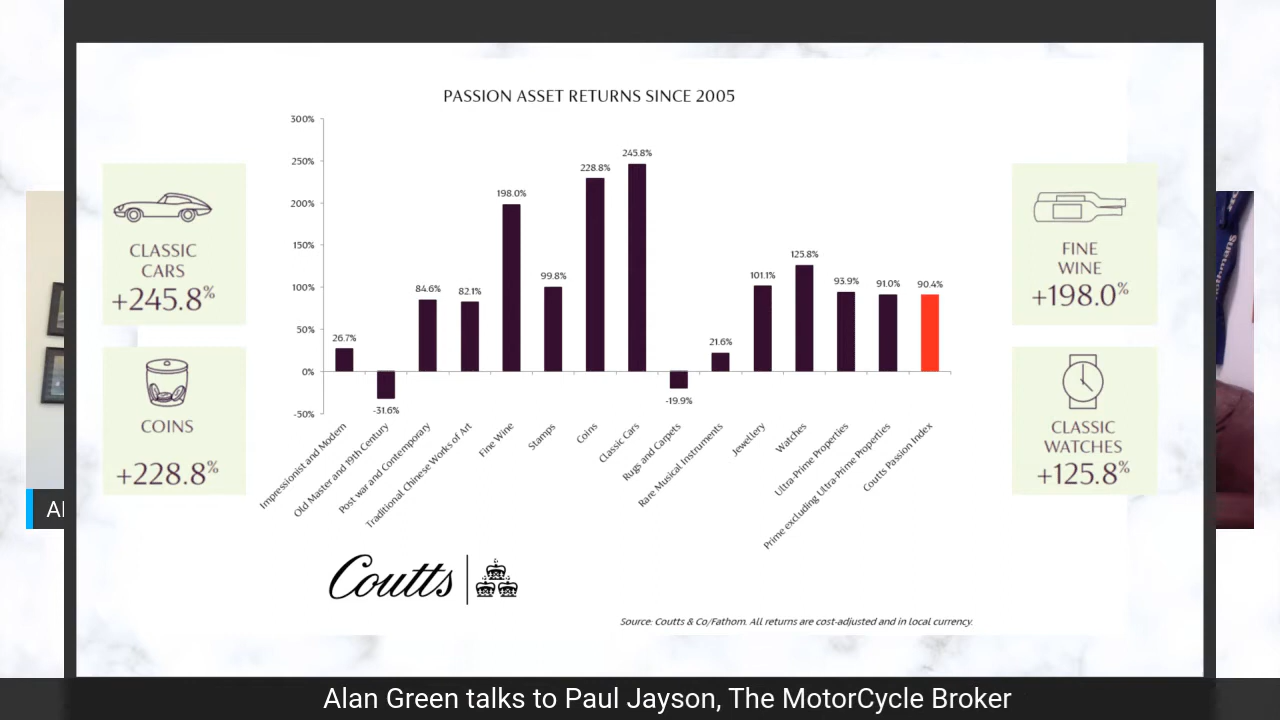 PASSION ASSET RETURNS SINCE 2005
CLASSIC
CARS
+245.8%
COINS
+228.8%
300%
250%
200%
150%
100%
50%
0%
-50%
26.7%
-31.6%
84.6%
82.1%
198.0%
99.8%
228.8%
245.8%
-19.9%
21.6%
101.1%
125.8%
93.9%
91.0%
90.4%
Impressionist and Modern
Old Master and 19th Century
Post war and Contemporary
Traditional Chinese Works of Art
Fine Wine
Stamps
Coins
Classic Cars
Rugs and Carpets
Rare Musical Instruments
Jewellery
Watches
Ultra-Prime Properties
Prime excluding Ultra-Prime Properties
Coutts Passion Index
FINE
WINE
+198.0%
CLASSIC
WATCHES
+125.8%
Coutts
Source: Coutts & Co/Fathom. All returns are cost-adjusted and in local currency.
Alan Green talks to Paul Jayson, The MotorCycle Broker